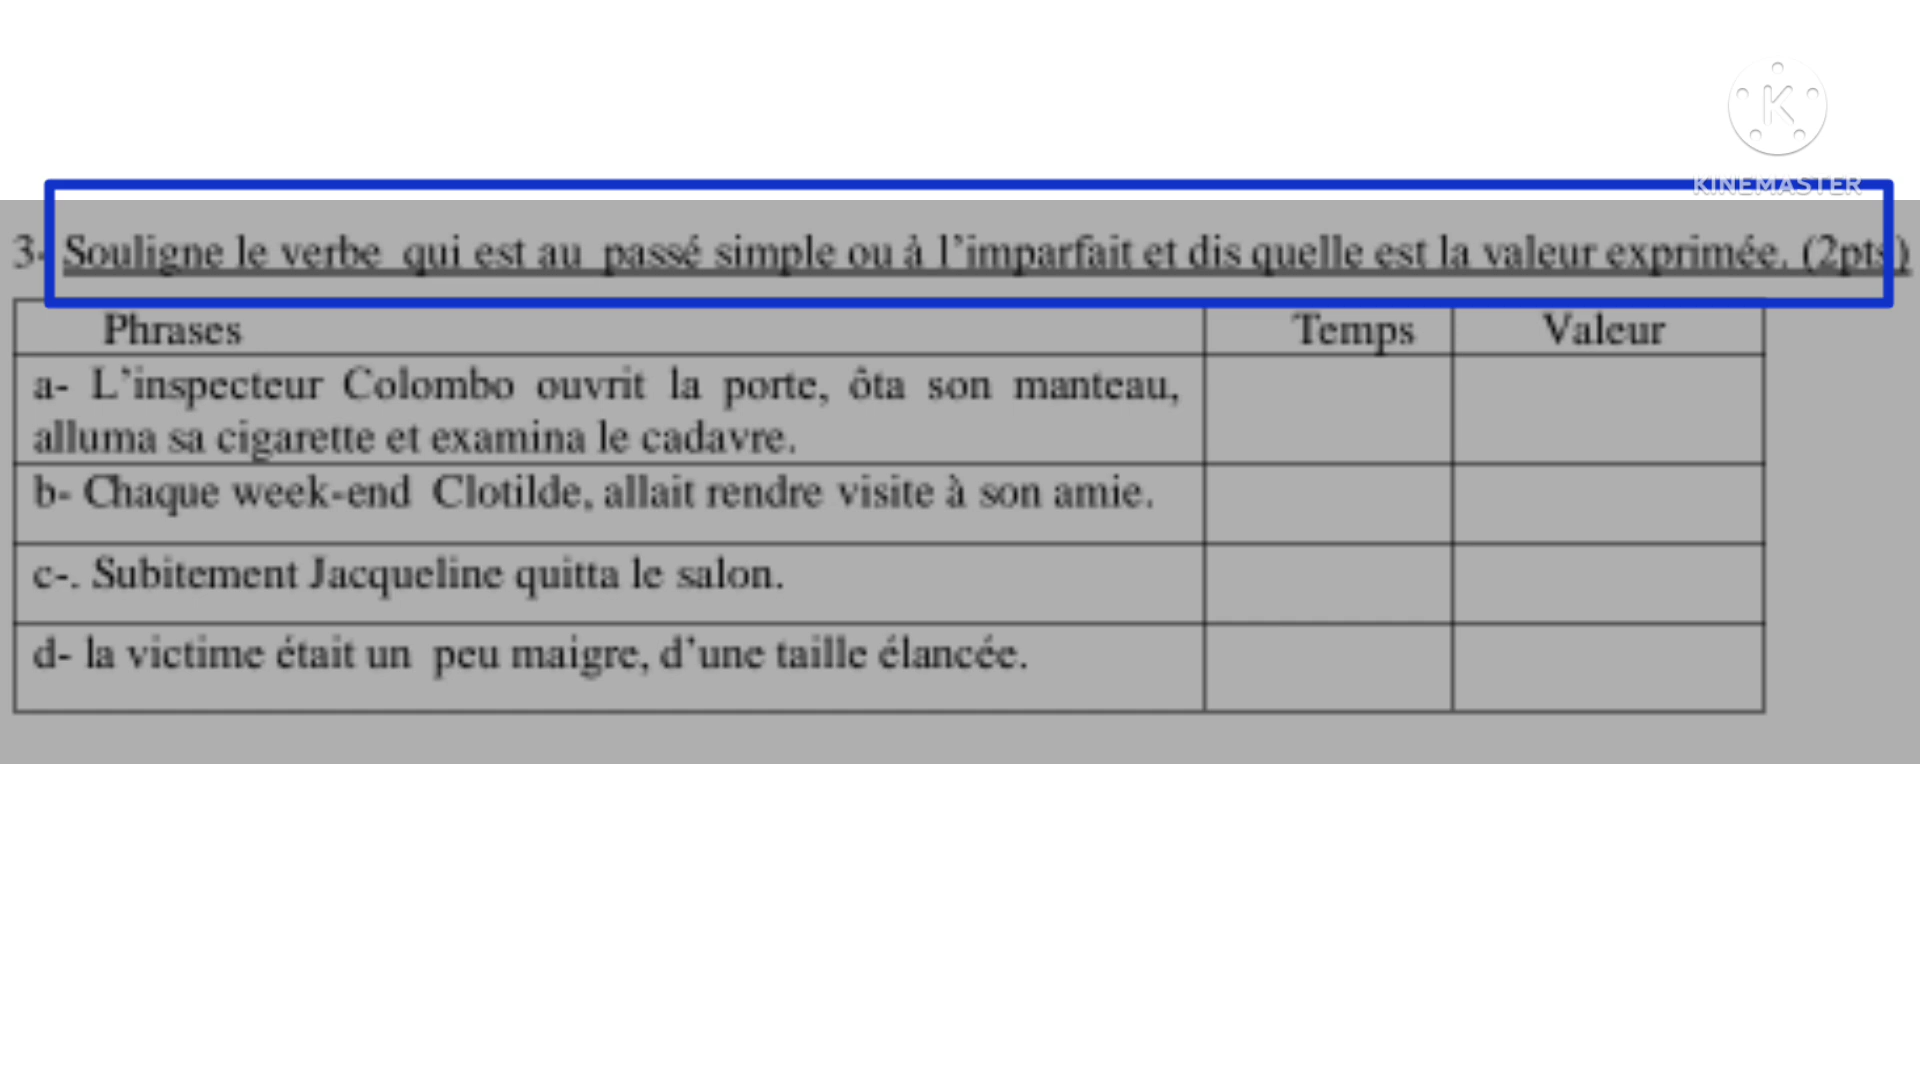 KINEMASTER
3- Souligne le verbe qui est au passé simple ou à l'imparfait et dis quelle est la valeur exprimée. (2pts)
Phrases Temps Valeur
a- L'inspecteur Colombo ouvrit la porte, ôta son manteau,
alluma sa cigarette et examina le cadavre.
b- Chaque week-end Clotilde, allait rendre visite à son amie.
c-. Subitement Jacqueline quitta le salon.
d- la victime était un peu maigre, d'une taille élancée.